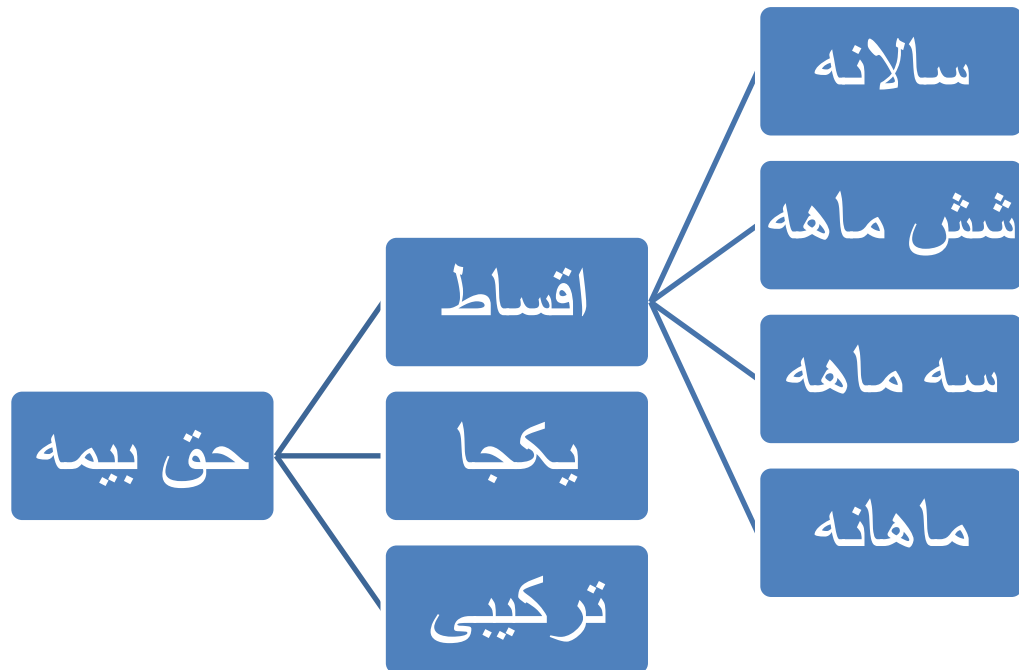 حق بیمه
اقساط
یکجا
ترکیبی
سالانه
شش ماهه
سه ماهه
ماهانه